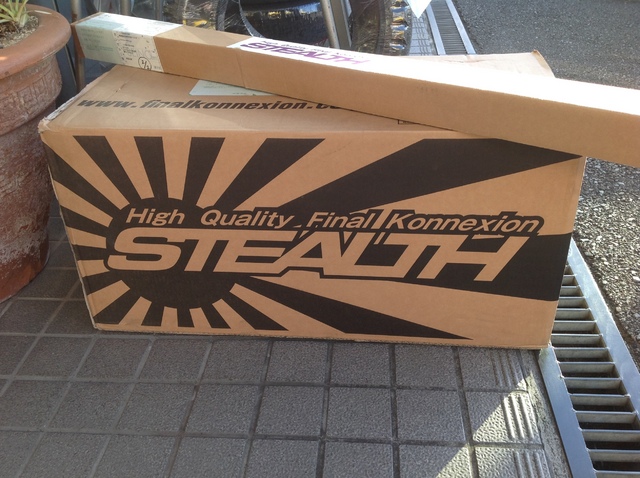 STEALTH
www.finalkonnexion.c
High Quality Final Konnexion
STEALTH